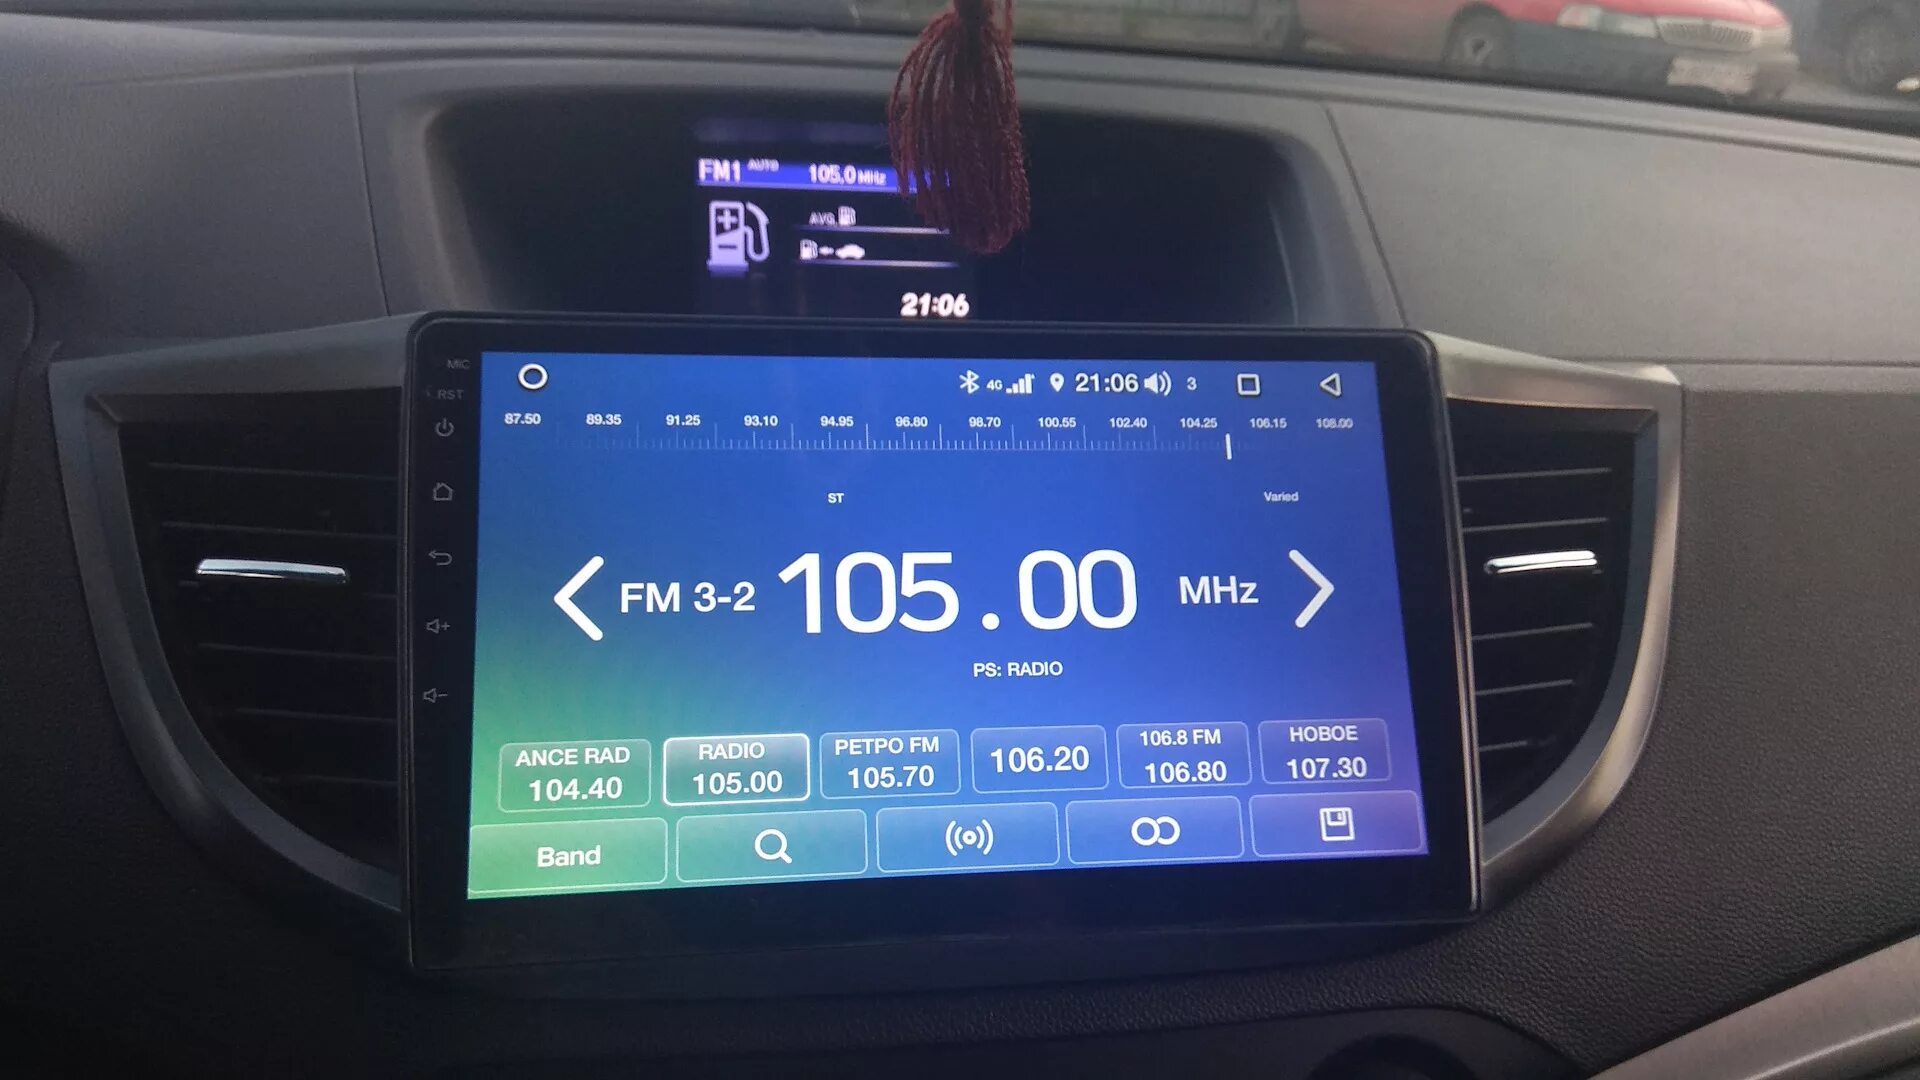 FM1 AUTO 105,0 MHz
AVG.
21:06
MIC
RST
4G 21:06 3
87.50 89.35 91.25 93.10 94.95 96.80 98.70 100.55 102.40 104.25 106.15 108.00
ST Varied
FM 3-2 105.00 MHz
PS: RADIO
ANCE RAD RADIO РЕТРО FM 106.20 106.8 FM НОВОЕ
104.40 105.00 105.70 106.80 107.30
Band